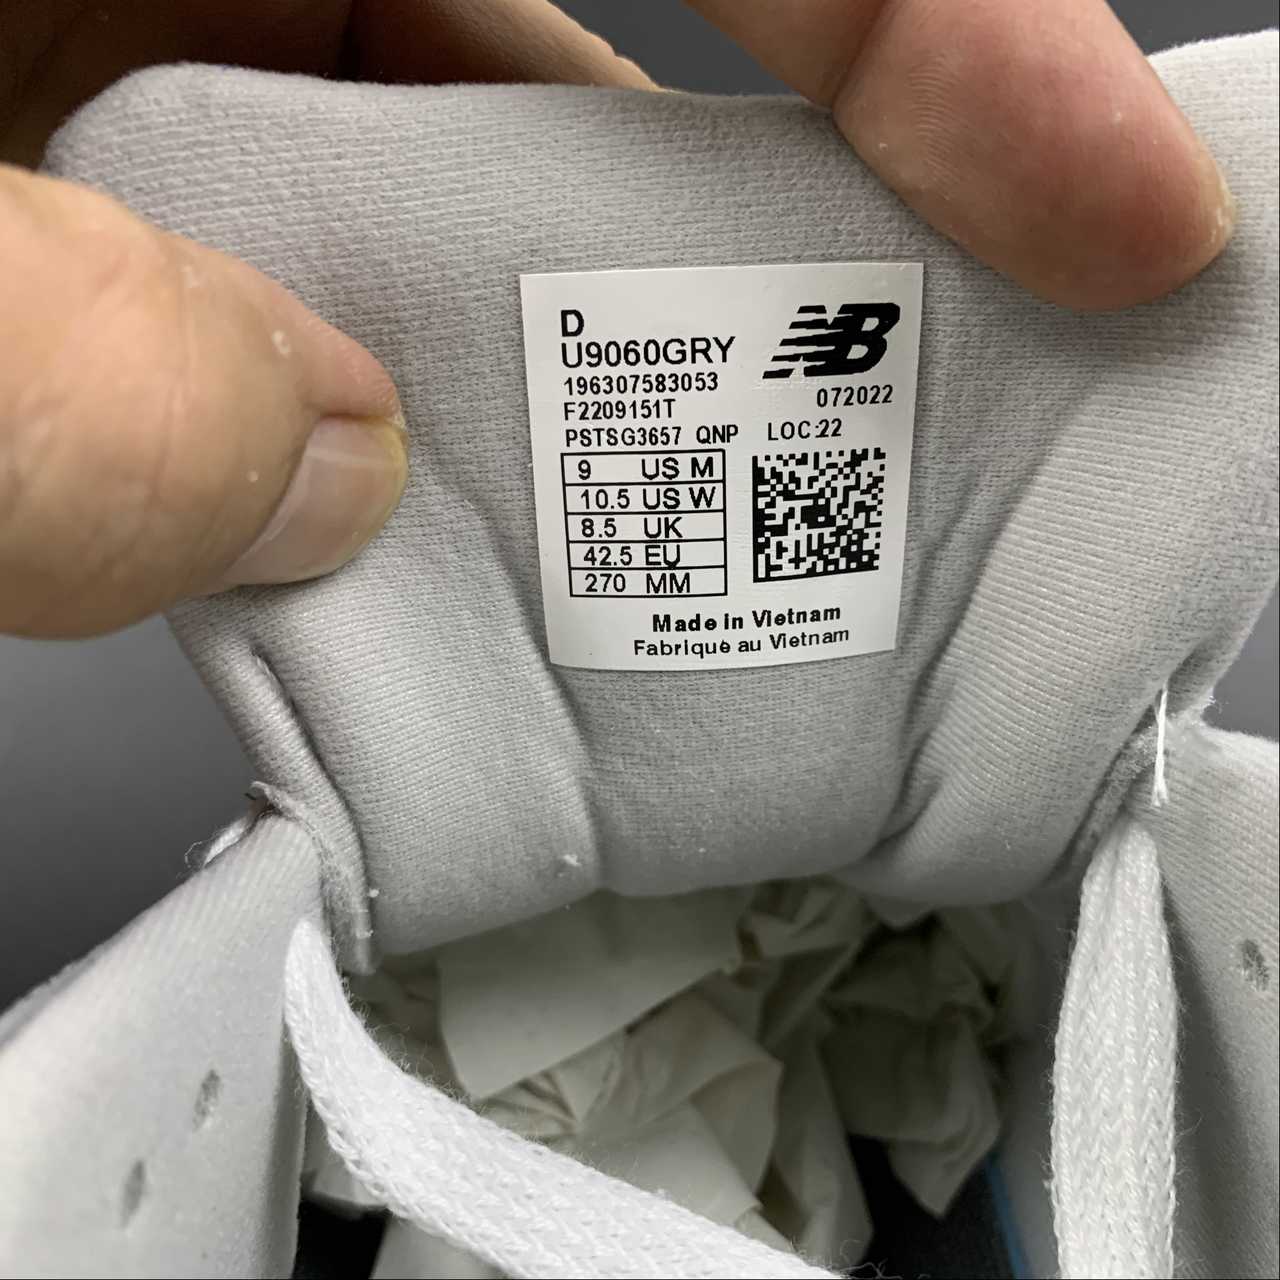 D
U9060GRY
NB
196307583053
072022
F2209151T
PSTSG3657 QNP LOC:22
9 US M
10.5 US W
8.5 UK
42.5 EU
270 MM
Made in Vietnam
Fabriqué au Vietnam